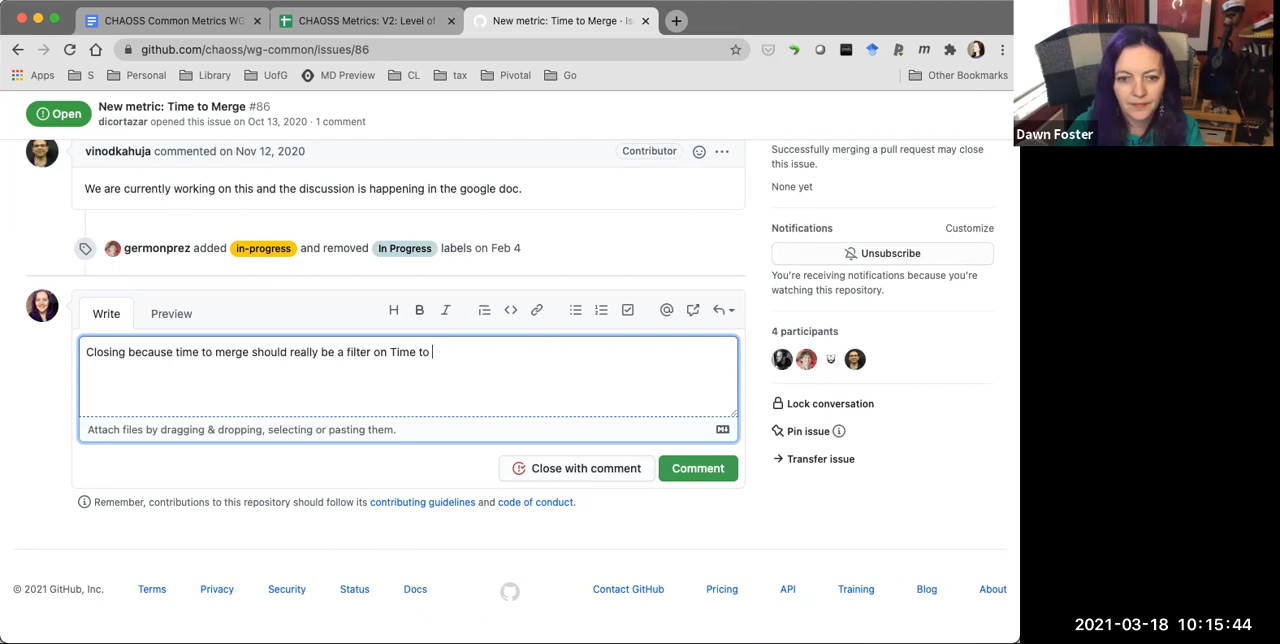 CHAOSS Common Metrics WG
CHAOSS Metrics: V2: Level of
New metric: Time to Merge · Is
github.com/chaoss/wg-common/issues/86
Apps
S
Personal
Library
UofG
MD Preview
CL
tax
Pivotal
Go
Other Bookmarks
Dawn Foster
Open
New metric: Time to Merge #86
dicortazar opened this issue on Oct 13, 2020 · 1 comment
vinodkahuja commented on Nov 12, 2020
Contributor
We are currently working on this and the discussion is happening in the google doc.
germonprez added in-progress and removed In Progress labels on Feb 4
Write
Preview
Closing because time to merge should really be a filter on Time to
Attach files by dragging & dropping, selecting or pasting them.
Close with comment
Comment
Remember, contributions to this repository should follow its contributing guidelines and code of conduct.
Successfully merging a pull request may close
this issue.
None yet
Notifications
Customize
Unsubscribe
You're receiving notifications because you're
watching this repository.
4 participants
Lock conversation
Pin issue
Transfer issue
© 2021 GitHub, Inc.
Terms
Privacy
Security
Status
Docs
Contact GitHub
Pricing
API
Training
Blog
About
2021-03-18 10:15:44